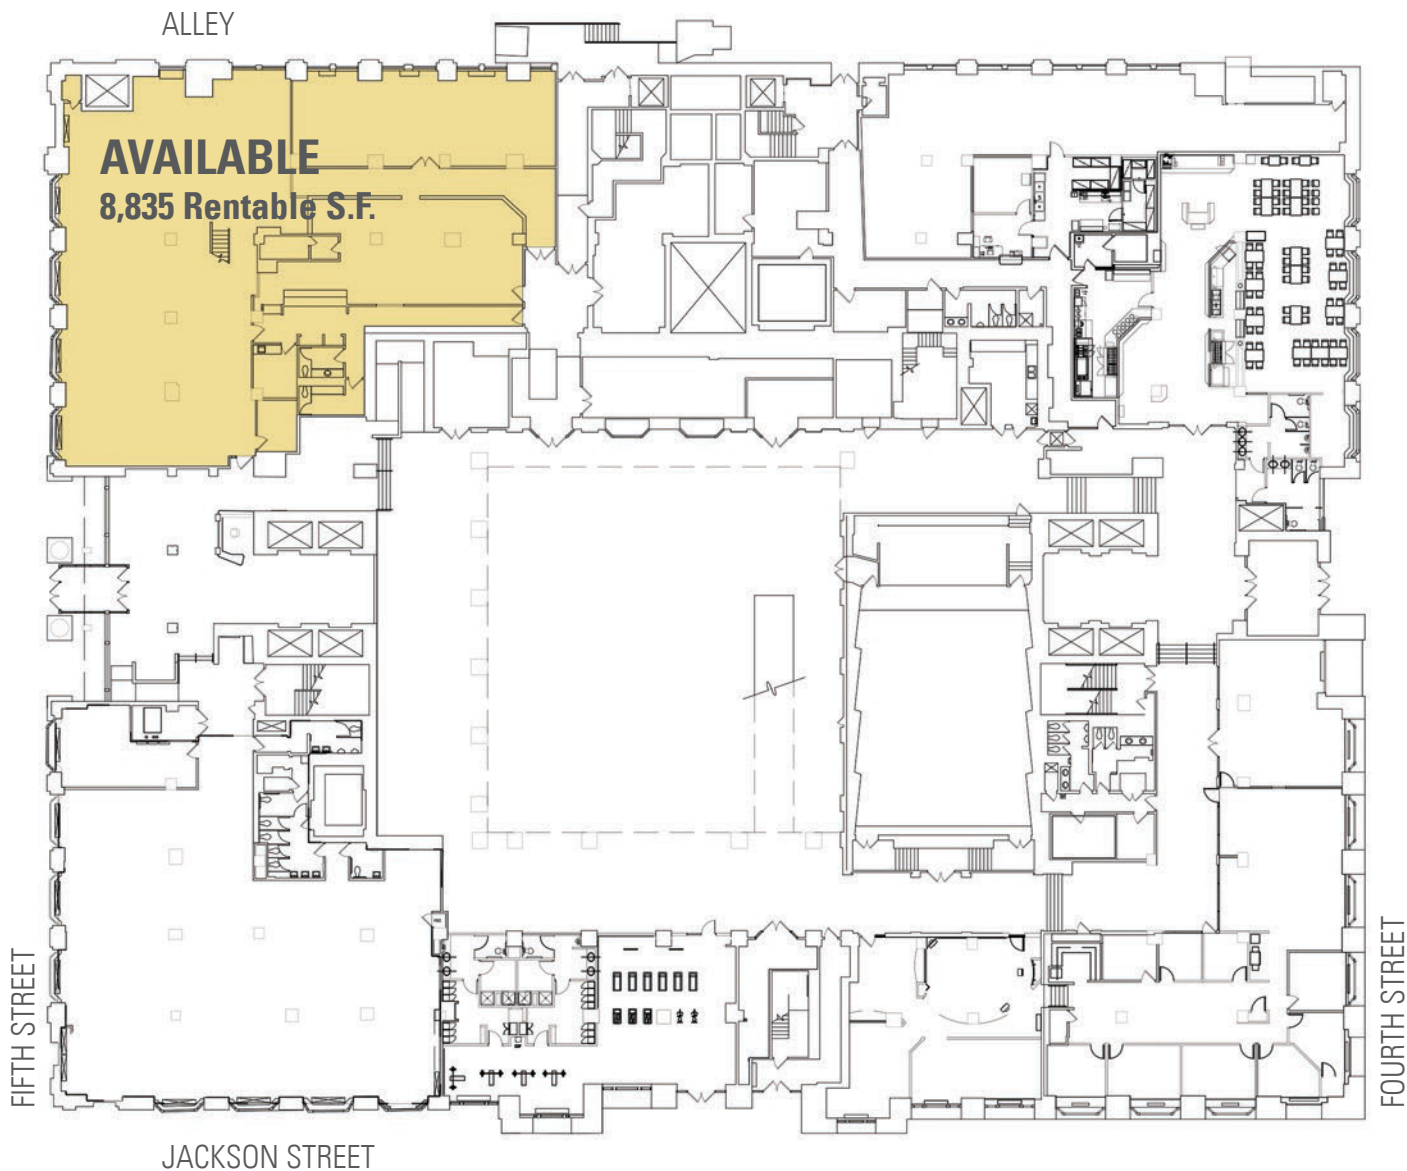 ALLEY
AVAILABLE
8,835 Rentable S.F.
FIFTH STREET
FOURTH STREET
JACKSON STREET